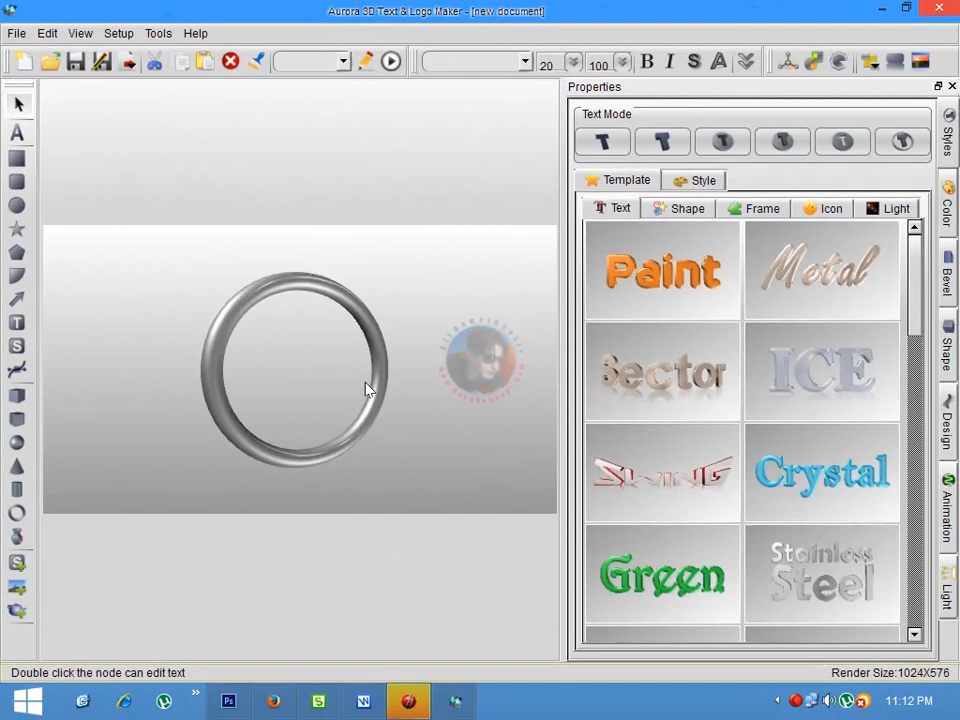 Aurora 3D Text & Logo Maker - [new document]
File Edit View Setup Tools Help
20 100 B I S A
Properties
Text Mode
Template Style
Text Shape Frame Icon Light
Paint Metal
Sector ICE
SWING Crystal
Green Stainless Steel
Styles
Color
Bevel
Shape
Design
Animation
Light
Double click the node can edit text
Render Size:1024X576
11:12 PM